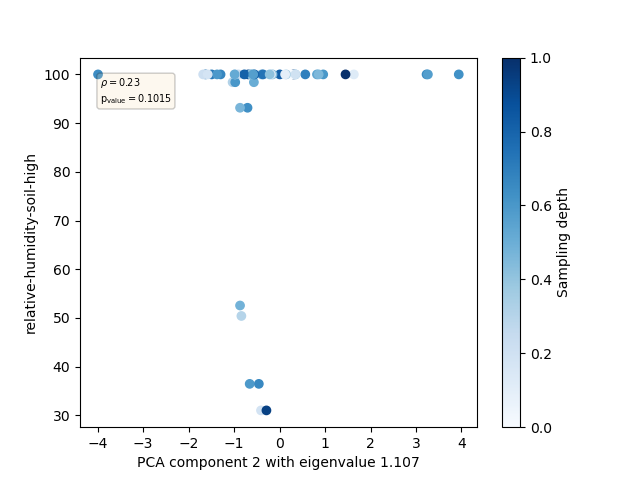 100
90
80
70
60
50
40
30
relative-humidity-soil-high
ρ = 0.23
p_value = 0.1015
−4 −3 −2 −1 0 1 2 3 4
PCA component 2 with eigenvalue 1.107
1.0
0.8
0.6
0.4
0.2
0.0
Sampling depth